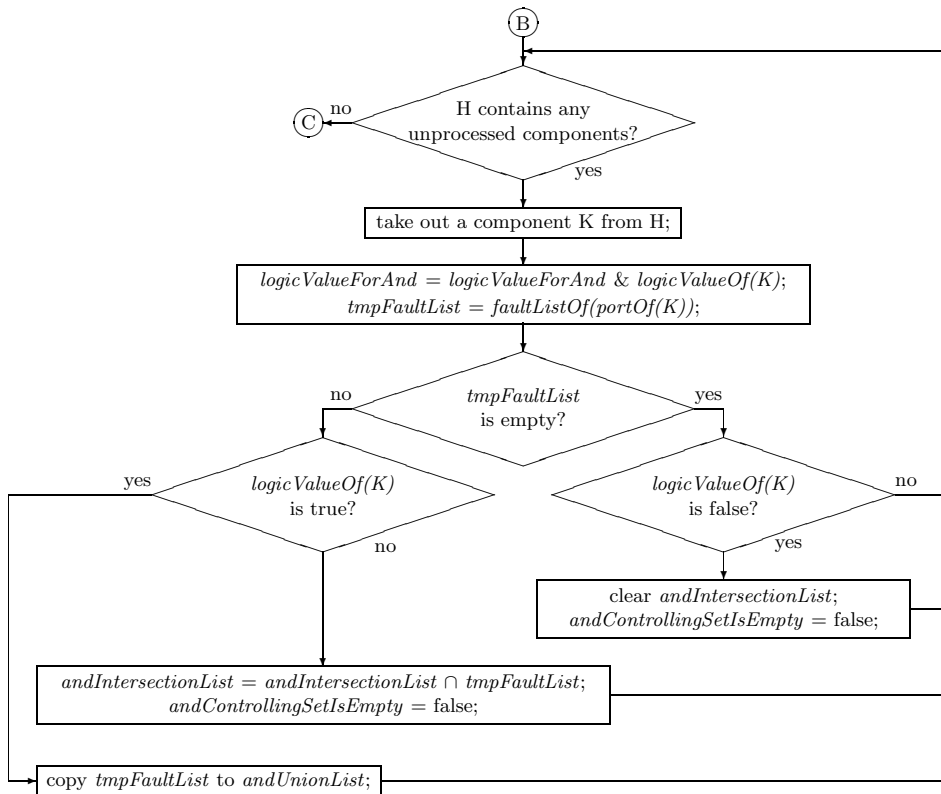 B
H contains any
unprocessed components?
no
C
yes
take out a component K from H;
logicValueForAnd = logicValueForAnd & logicValueOf(K);
tmpFaultList = faultListOf(portOf(K));
tmpFaultList
is empty?
no
yes
logicValueOf(K)
is true?
yes
no
logicValueOf(K)
is false?
no
yes
clear andIntersectionList;
andControllingSetIsEmpty = false;
andIntersectionList = andIntersectionList ∩ tmpFaultList;
andControllingSetIsEmpty = false;
copy tmpFaultList to andUnionList;